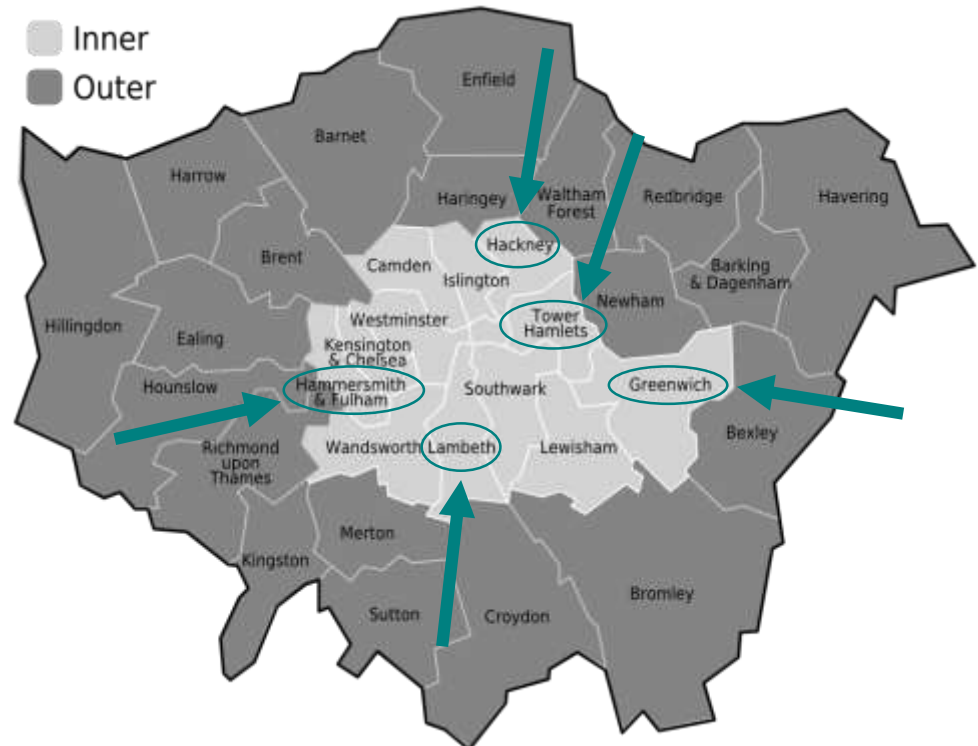 Inner
Outer
Enfield
Barnet
Harrow
Haringey
Waltham
Forest
Redbridge
Havering
Brent
Hackney
Camden
Islington
Barking
& Dagenham
Newham
Hillingdon
Ealing
Westminster
Tower
Hamlets
Kensington
& Chelsea
Hounslow
Hammersmith
& Fulham
Southwark
Greenwich
Bexley
Richmond
upon
Thames
Wandsworth
Lambeth
Lewisham
Merton
Kingston
Sutton
Croydon
Bromley